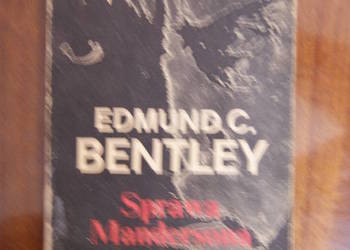 EDMUND C.
BENTLEY
Sprawa
Mandersona